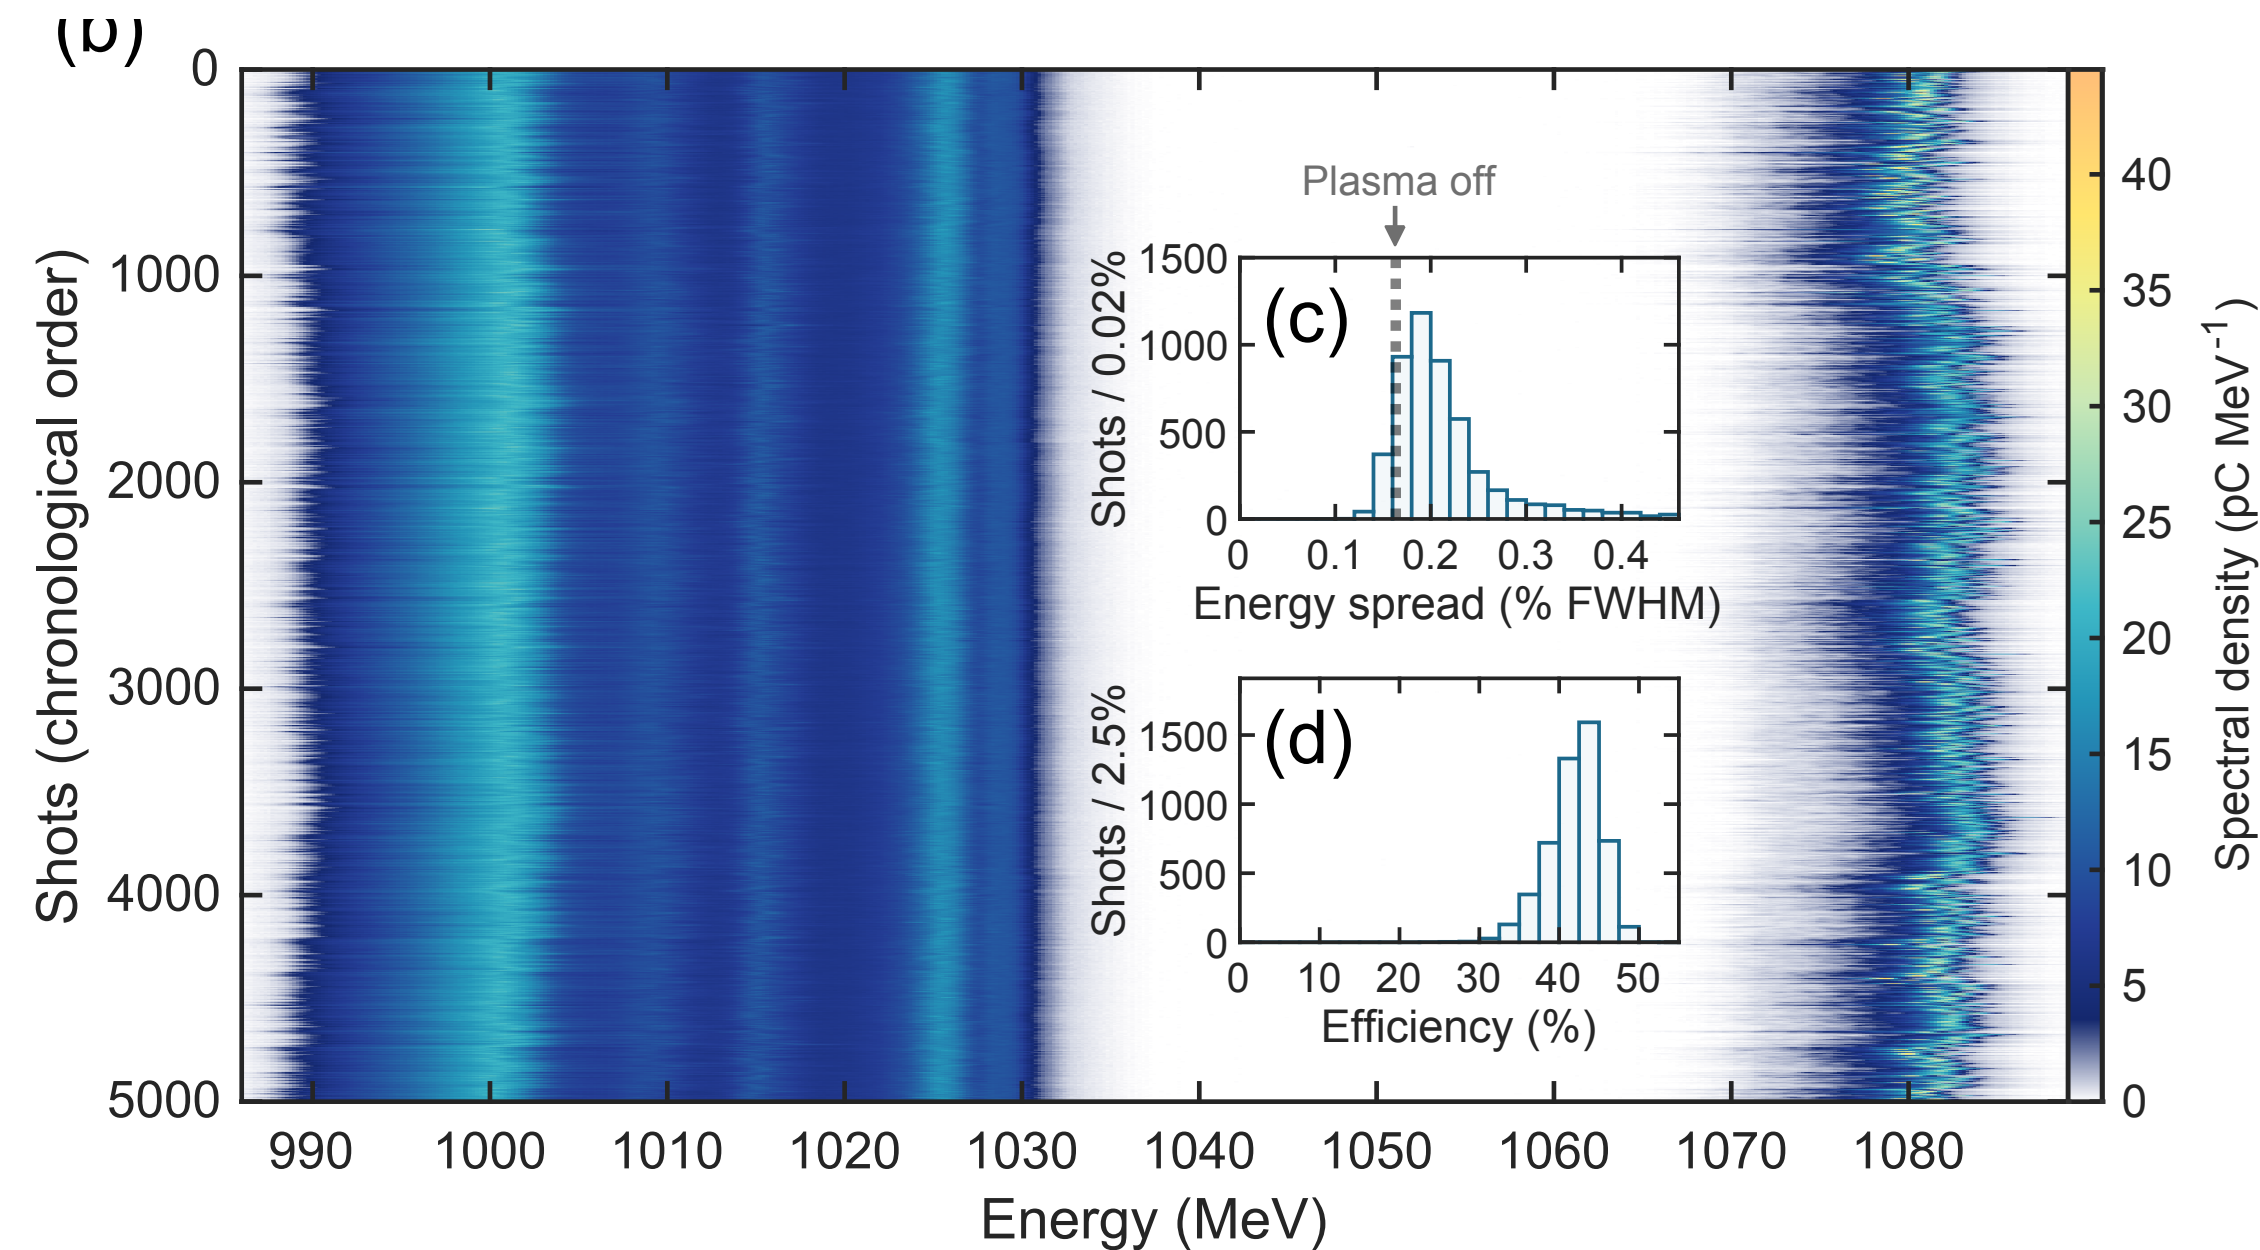 (b)
0
1000
2000
3000
4000
5000
Shots (chronological order)
990 1000 1010 1020 1030 1040 1050 1060 1070 1080
Energy (MeV)
Plasma off
(c)
1500
1000
500
0
Shots / 0.02%
0 0.1 0.2 0.3 0.4
Energy spread (% FWHM)
(d)
1500
1000
500
0
Shots / 2.5%
0 10 20 30 40 50
Efficiency (%)
40
35
30
25
20
15
10
5
0
Spectral density (pC MeV⁻¹)